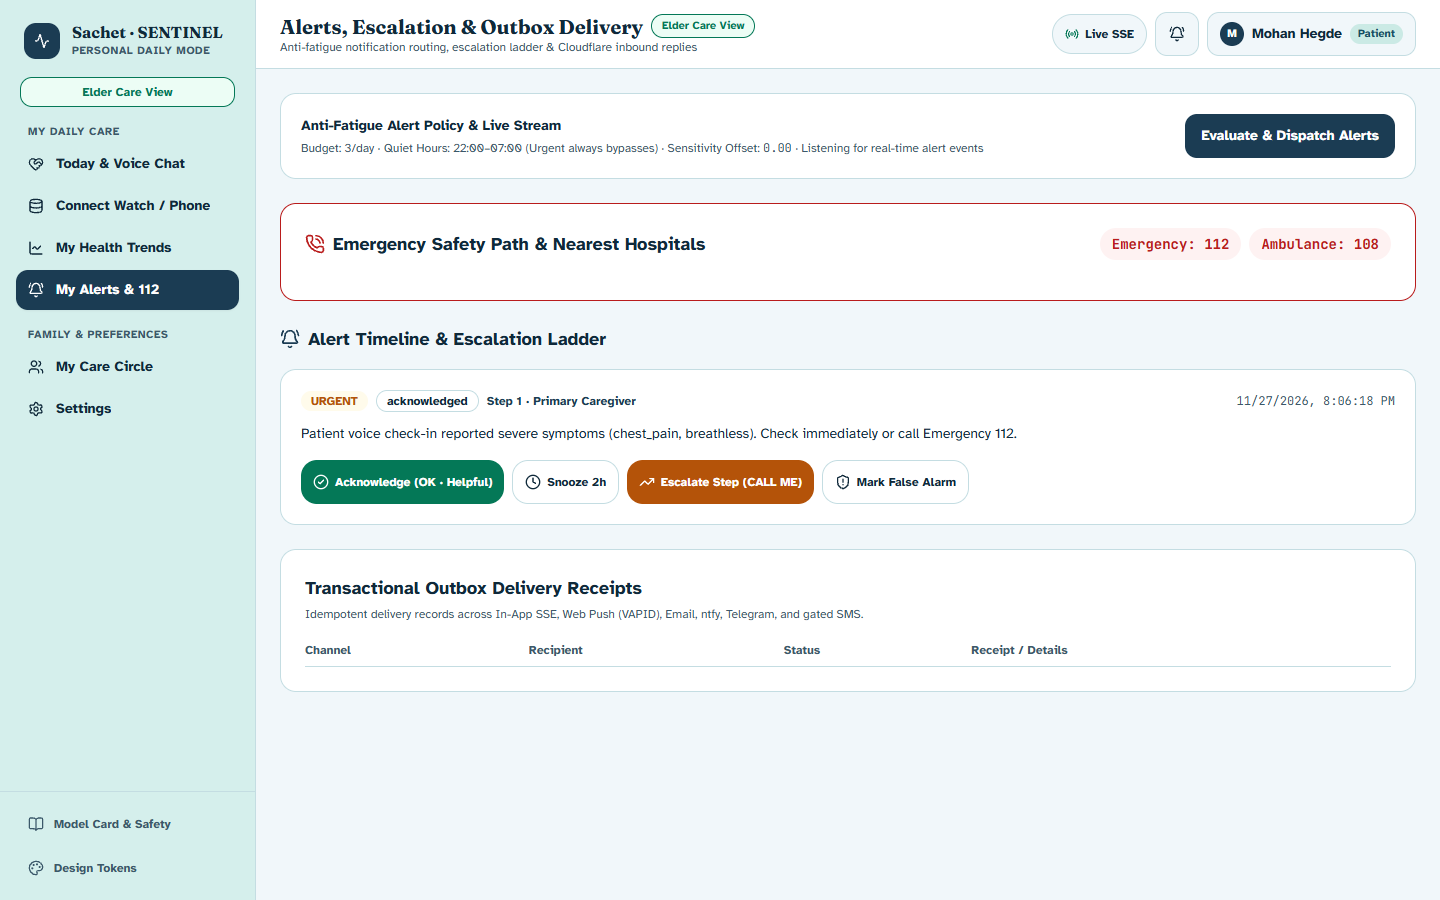 Sachet · SENTINEL
PERSONAL DAILY MODE
Elder Care View
MY DAILY CARE
Today & Voice Chat
Connect Watch / Phone
My Health Trends
My Alerts & 112
FAMILY & PREFERENCES
My Care Circle
Settings
Model Card & Safety
Design Tokens
Alerts, Escalation & Outbox Delivery
Elder Care View
Anti-fatigue notification routing, escalation ladder & Cloudflare inbound replies
Live SSE
M
Mohan Hegde
Patient
Anti-Fatigue Alert Policy & Live Stream
Budget: 3/day · Quiet Hours: 22:00–07:00 (Urgent always bypasses) · Sensitivity Offset: 0.00 · Listening for real-time alert events
Evaluate & Dispatch Alerts
Emergency Safety Path & Nearest Hospitals
Emergency: 112
Ambulance: 108
Alert Timeline & Escalation Ladder
URGENT
acknowledged
Step 1 · Primary Caregiver
11/27/2026, 8:06:18 PM
Patient voice check-in reported severe symptoms (chest_pain, breathless). Check immediately or call Emergency 112.
Acknowledge (OK · Helpful)
Snooze 2h
Escalate Step (CALL ME)
Mark False Alarm
Transactional Outbox Delivery Receipts
Idempotent delivery records across In-App SSE, Web Push (VAPID), Email, ntfy, Telegram, and gated SMS.
Channel
Recipient
Status
Receipt / Details